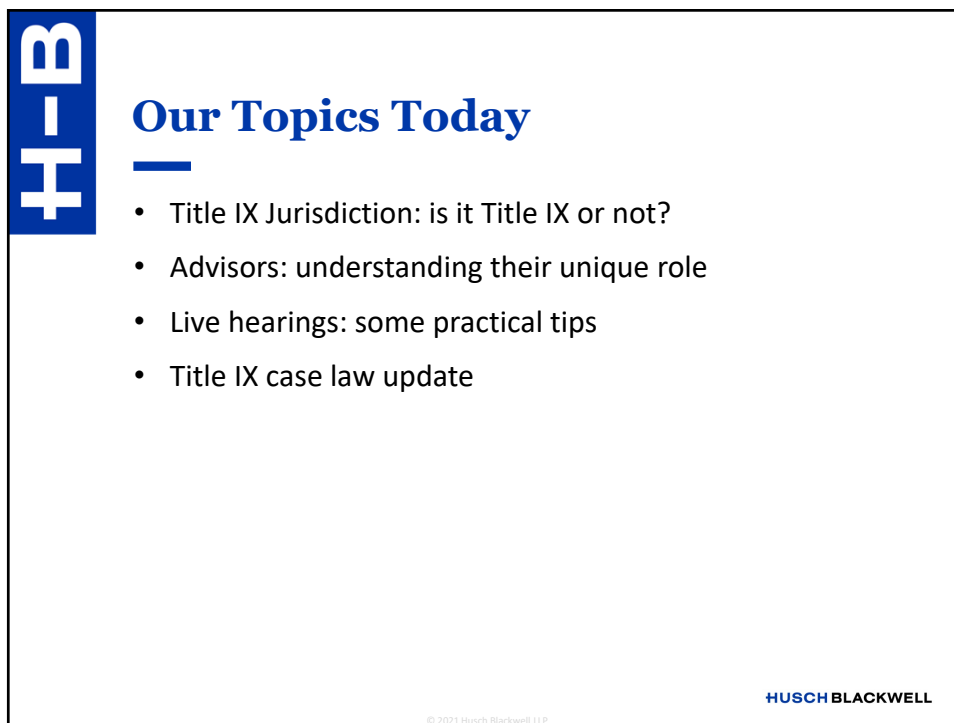 H-B
Our Topics Today
• Title IX Jurisdiction: is it Title IX or not?
• Advisors: understanding their unique role
• Live hearings: some practical tips
• Title IX case law update
HUSCH BLACKWELL
© 2021 Husch Blackwell LLP